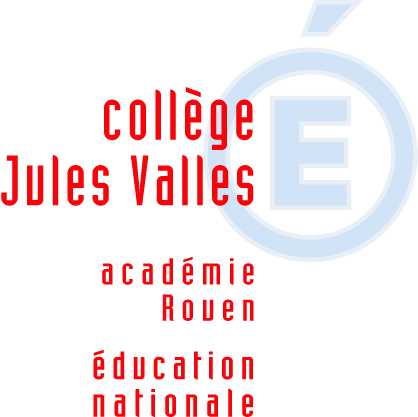 É
collège
Jules Valles
académie
Rouen
éducation
nationale